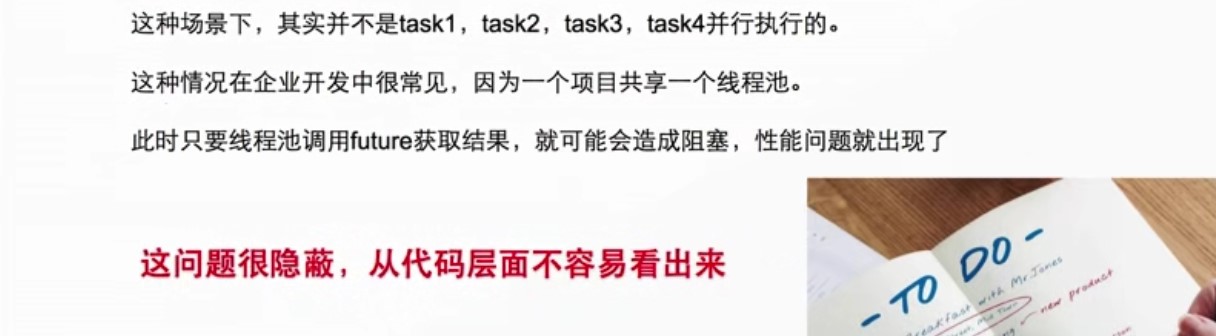 这种场景下，其实并不是task1，task2，task3，task4并行执行的。
这种情况在企业开发中很常见，因为一个项目共享一个线程池。
此时只要线程池调用future获取结果，就可能会造成阻塞，性能问题就出现了
这问题很隐蔽，从代码层面不容易看出来
- TO DO -
Breakfast with Mr.Jones
new product